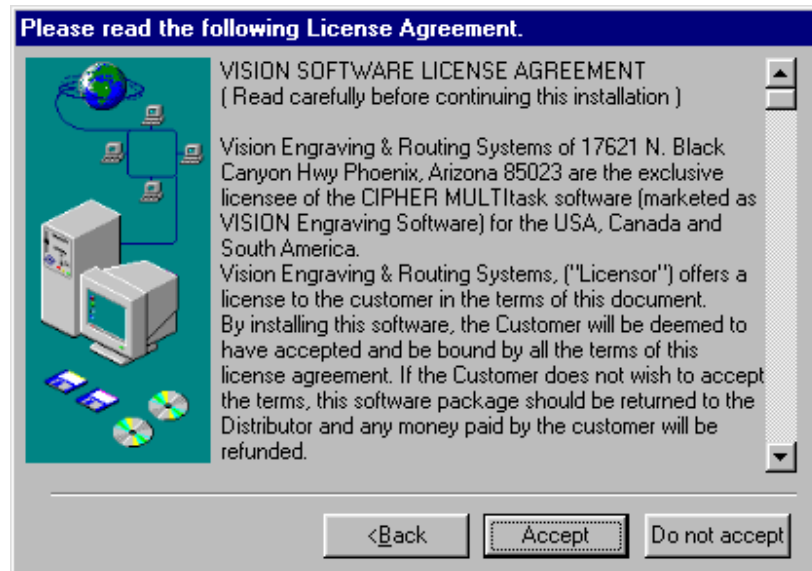 Please read the following License Agreement.
VISION SOFTWARE LICENSE AGREEMENT
( Read carefully before continuing this installation )
Vision Engraving & Routing Systems of 17621 N. Black
Canyon Hwy Phoenix, Arizona 85023 are the exclusive
licensee of the CIPHER MULTItask software (marketed as
VISION Engraving Software) for the USA, Canada and
South America.
Vision Engraving & Routing Systems, ("Licensor") offers a
license to the customer in the terms of this document.
By installing this software, the Customer will be deemed to
have accepted and be bound by all the terms of this
license agreement. If the Customer does not wish to accept
the terms, this software package should be returned to the
Distributor and any money paid by the customer will be
refunded.
<Back
Accept
Do not accept